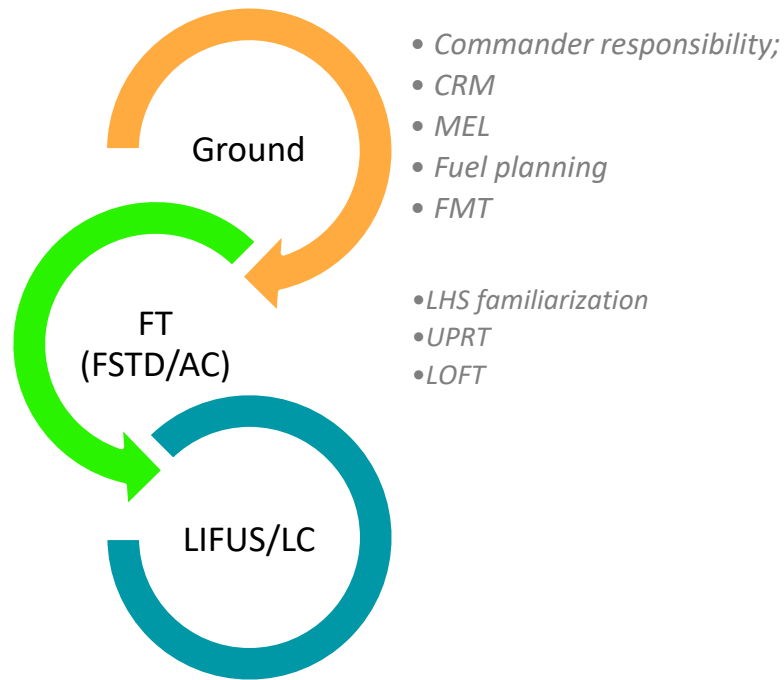 Ground
• Commander responsibility;
• CRM
• MEL
• Fuel planning
• FMT
FT
(FSTD/AC)
•LHS familiarization
•UPRT
•LOFT
LIFUS/LC